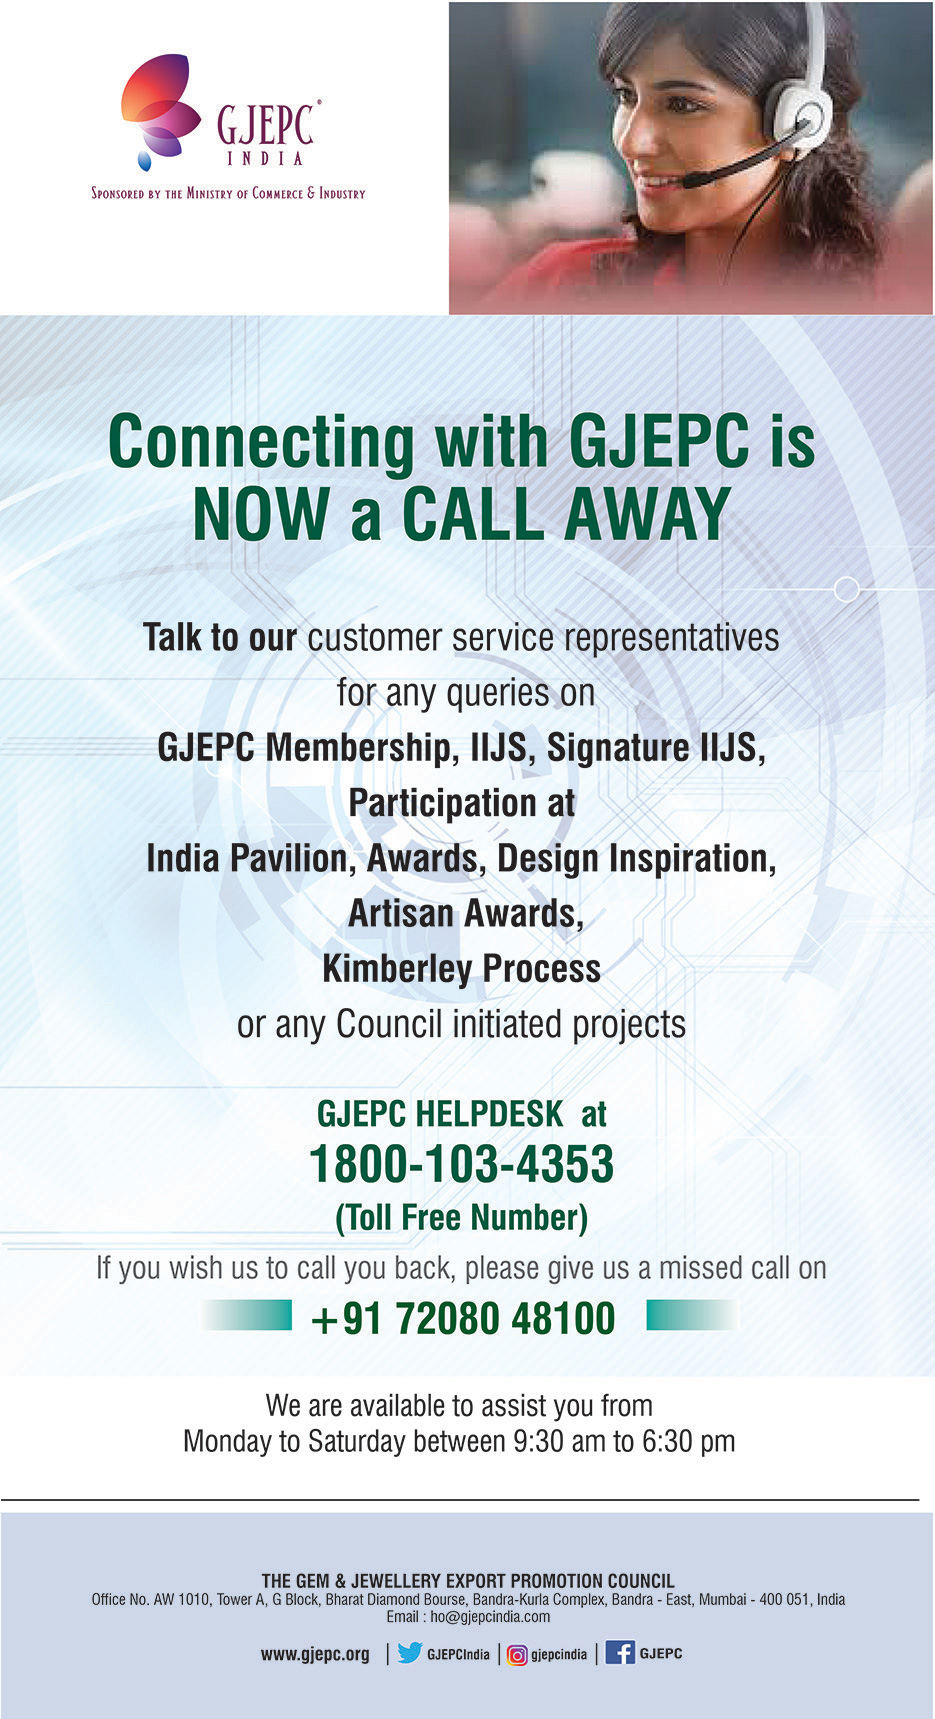 GJEPC®
INDIA
SPONSORED BY THE MINISTRY OF COMMERCE & INDUSTRY
Connecting with GJEPC is
NOW a CALL AWAY
Talk to our customer service representatives
for any queries on
GJEPC Membership, IIJS, Signature IIJS,
Participation at
India Pavilion, Awards, Design Inspiration,
Artisan Awards,
Kimberley Process
or any Council initiated projects
GJEPC HELPDESK at
1800-103-4353
(Toll Free Number)
If you wish us to call you back, please give us a missed call on
+91 72080 48100
We are available to assist you from
Monday to Saturday between 9:30 am to 6:30 pm
THE GEM & JEWELLERY EXPORT PROMOTION COUNCIL
Office No. AW 1010, Tower A, G Block, Bharat Diamond Bourse, Bandra-Kurla Complex, Bandra - East, Mumbai - 400 051, India
Email : ho@gjepcindia.com
www.gjepc.org | GJEPCIndia | gjepcindia | GJEPC